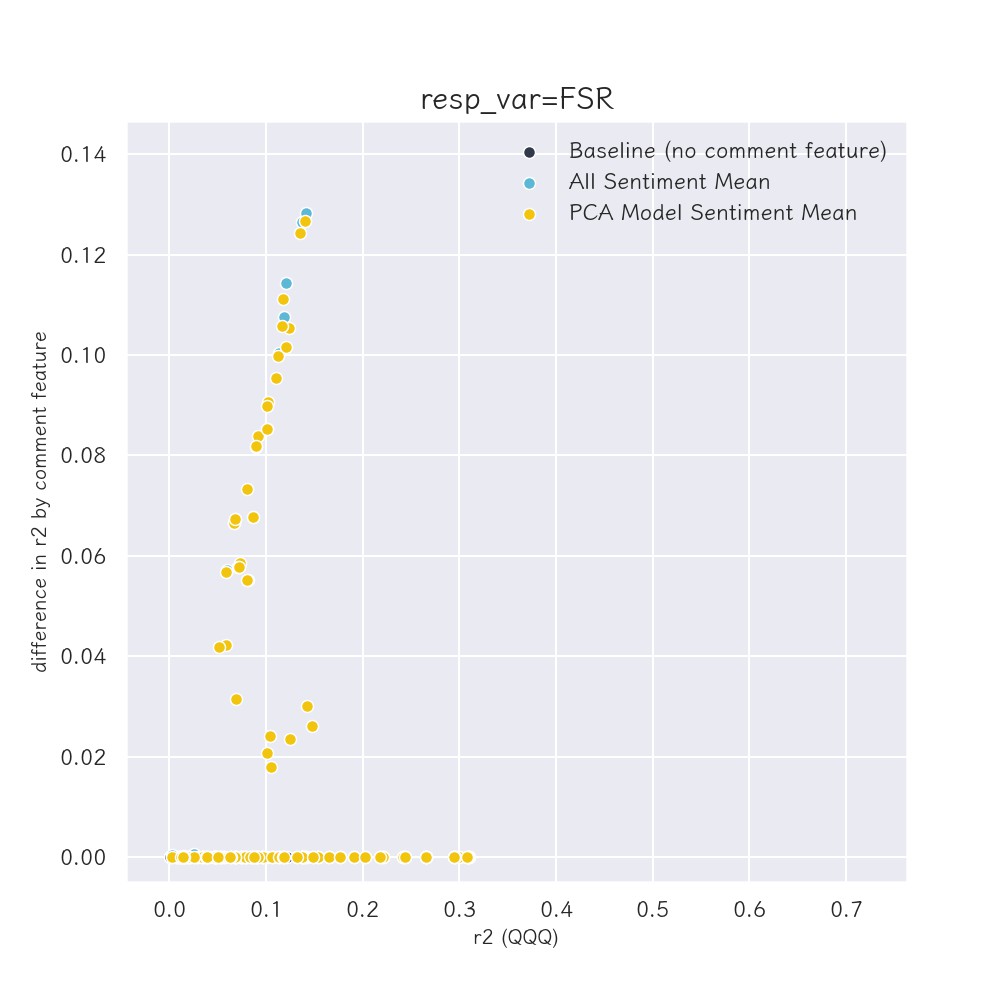 resp_var=FSR
Baseline (no comment feature)
All Sentiment Mean
PCA Model Sentiment Mean
difference in r2 by comment feature
0.14
0.12
0.10
0.08
0.06
0.04
0.02
0.00
0.0 0.1 0.2 0.3 0.4 0.5 0.6 0.7
r2 (QQQ)